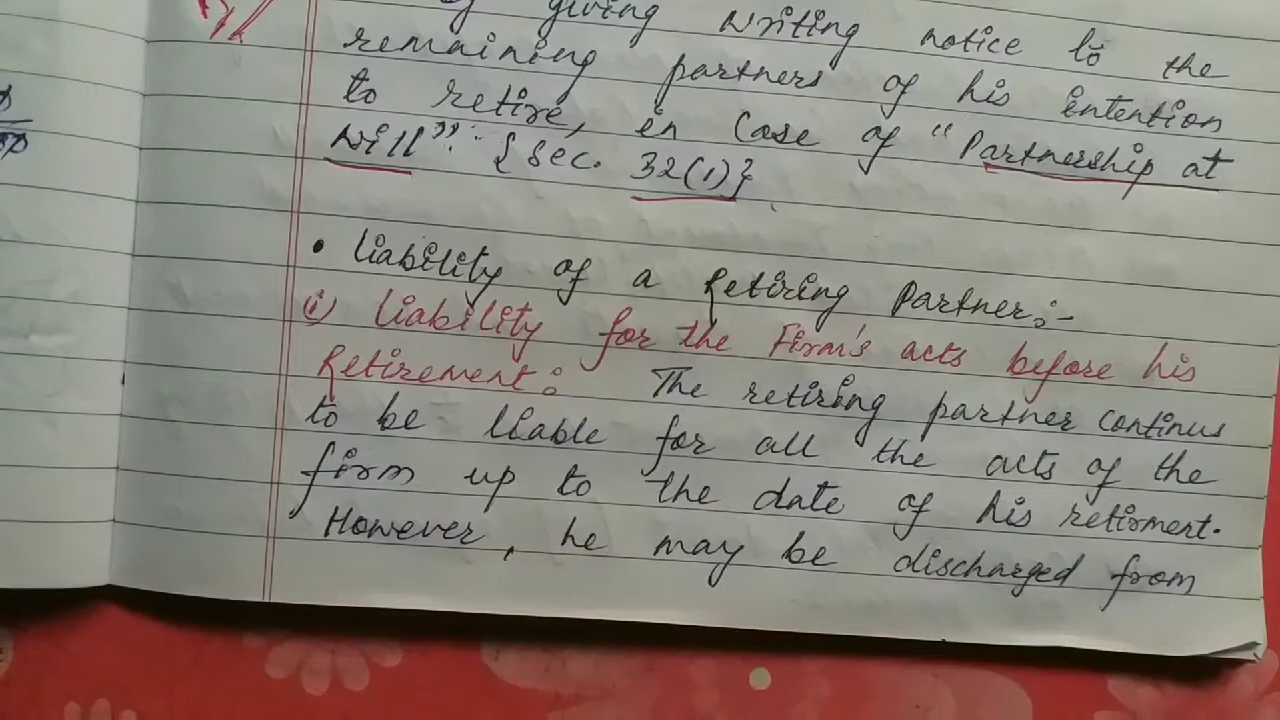 giving writing notice to the
remaining partners of his intention
to retire, in case of "Partnership at
will". {sec. 32(1)}
• liability of a Retiring Partner:-
i) liability for the Firm's acts before his
Retirement: The retiring partner continus
to be liable for all the acts of the
firm up to the date of his retirment.
However, he may be discharged from